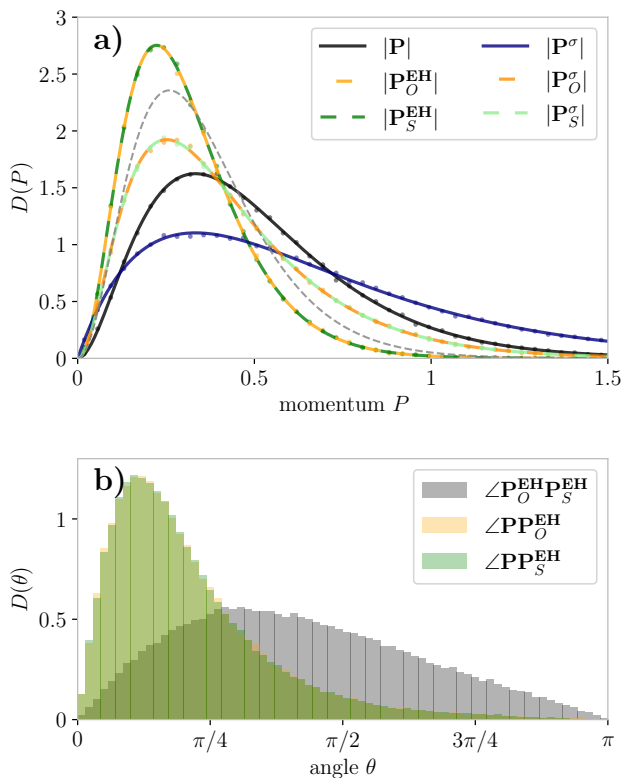 a)
3
2.5
2
1.5
1
0.5
0
D(P)
|P| |P^σ|
|P_O^EH| |P_O^σ|
|P_S^EH| |P_S^σ|
0 0.5 1 1.5
momentum P
b)
1
0.5
0
D(θ)
∠P_O^EH P_S^EH
∠PP_O^EH
∠PP_S^EH
0 π/4 π/2 3π/4 π
angle θ